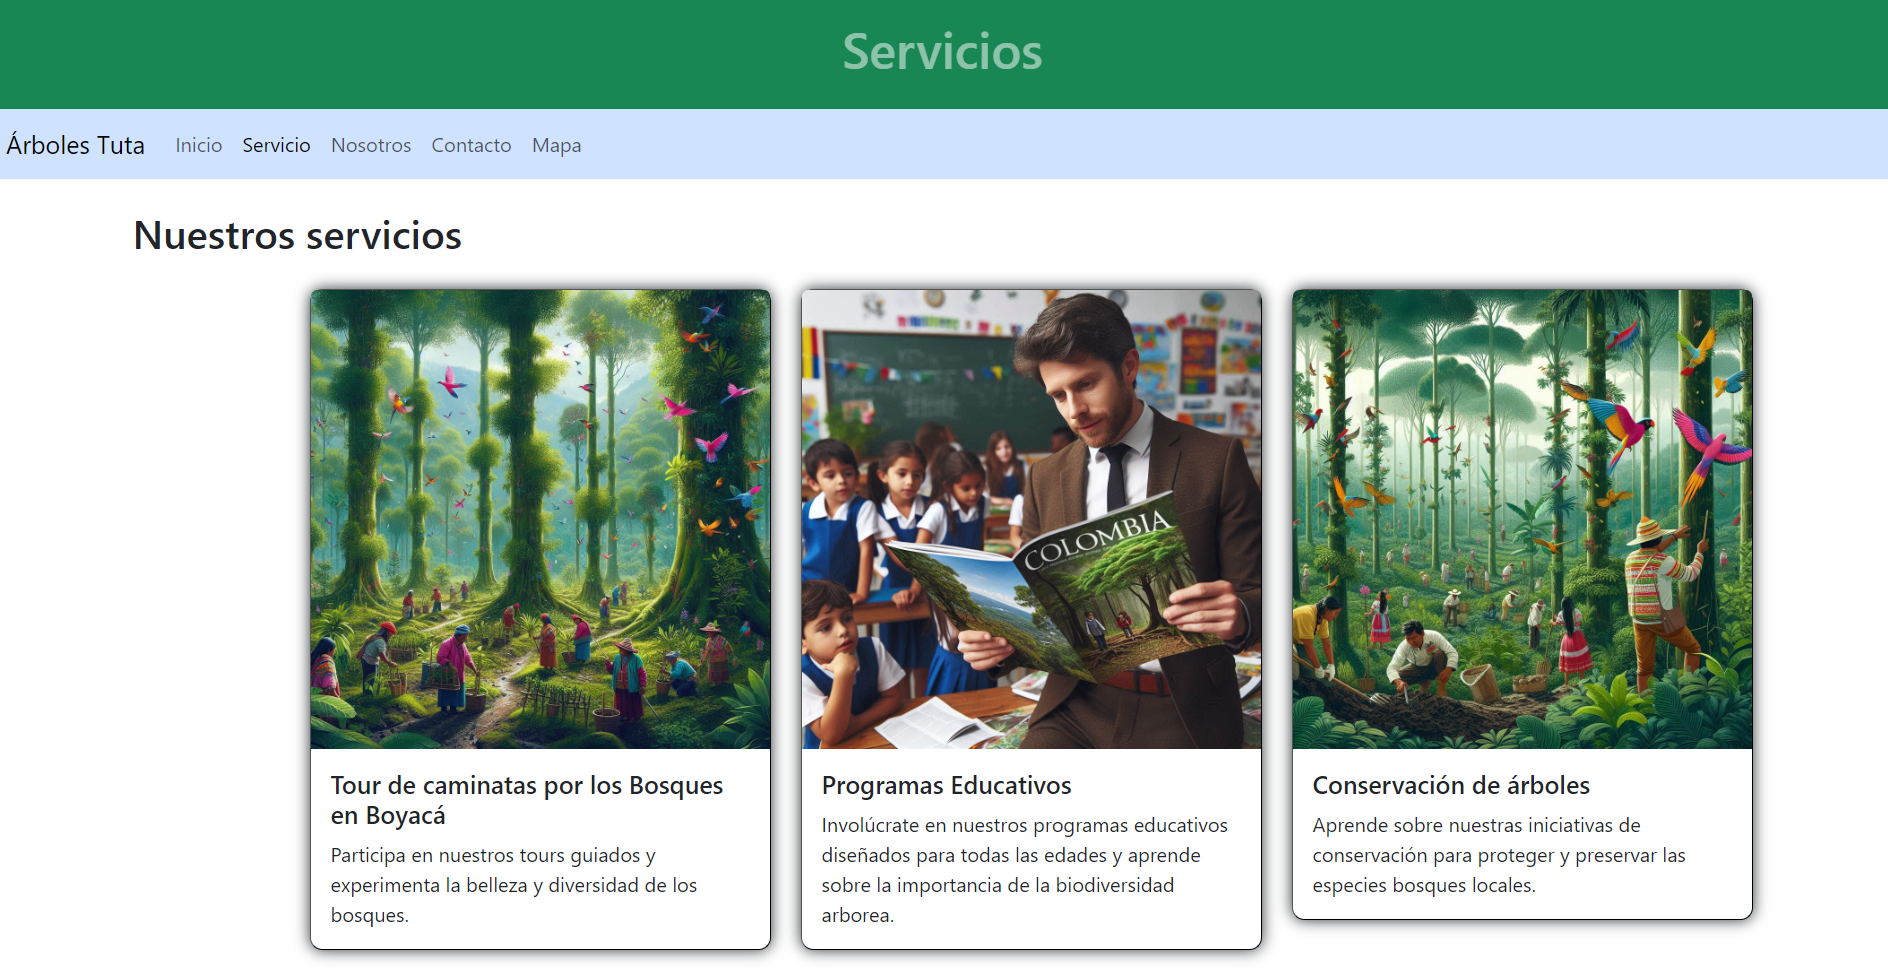 Servicios
Árboles Tuta Inicio Servicio Nosotros Contacto Mapa
Nuestros servicios
COLOMBIA
Tour de caminatas por los Bosques
en Boyacá
Participa en nuestros tours guiados y
experimenta la belleza y diversidad de los
bosques.
Programas Educativos
Involúcrate en nuestros programas educativos
diseñados para todas las edades y aprende
sobre la importancia de la biodiversidad
arborea.
Conservación de árboles
Aprende sobre nuestras iniciativas de
conservación para proteger y preservar las
especies bosques locales.